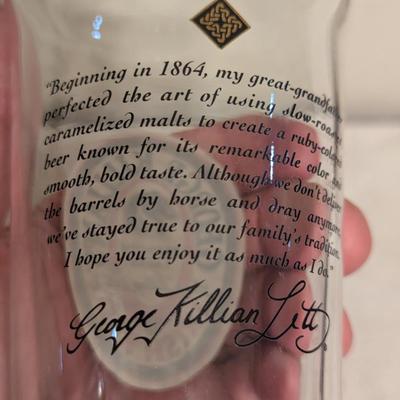 "Beginning in 1864, my great-grandfather
perfected the art of using slow-roasted
caramelized malts to create a ruby-colored
beer known for its remarkable color and
smooth, bold taste. Although we don't deliver
the barrels by horse and dray anymore,
we've stayed true to our family's tradition.
I hope you enjoy it as much as I do."
George Killian Lett